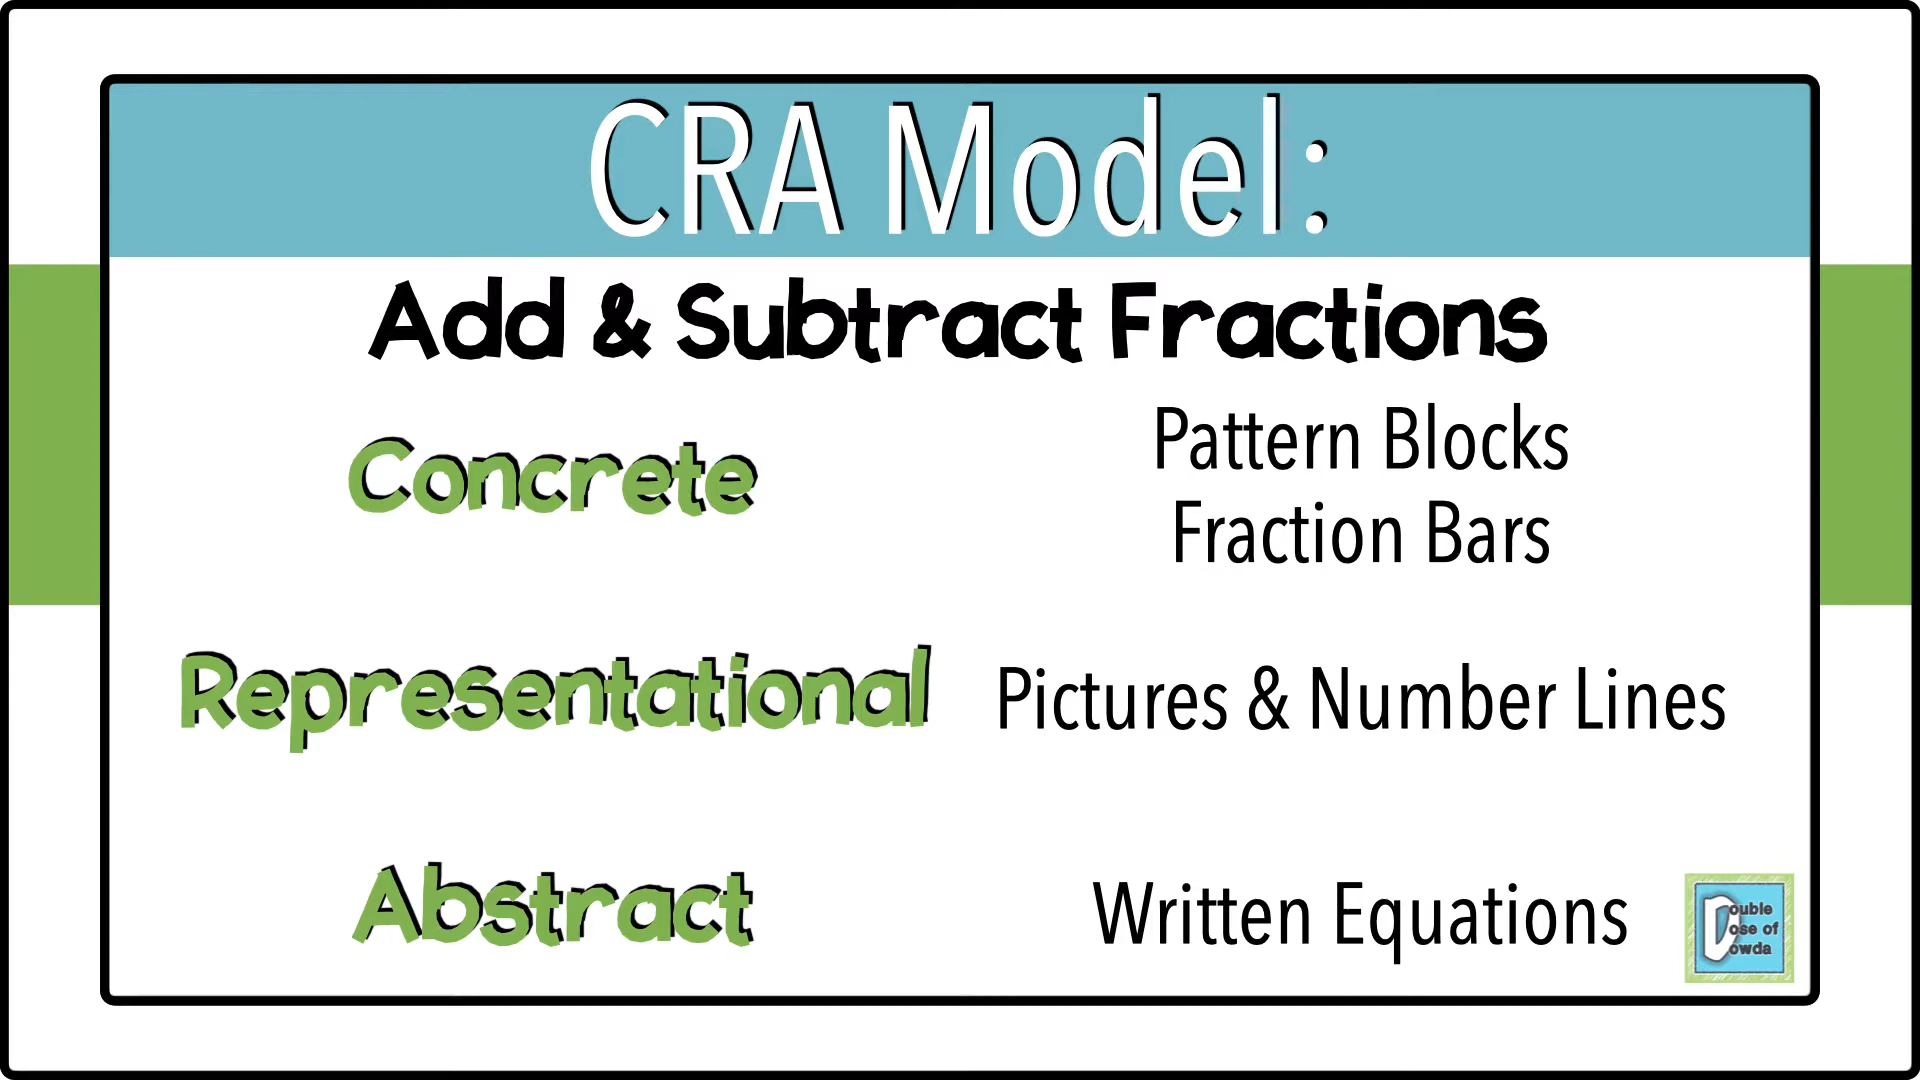 CRA Model:
Add & Subtract Fractions
Concrete
Pattern Blocks
Fraction Bars
Representational
Pictures & Number Lines
Abstract
Written Equations
Double
Dose of
Dowda